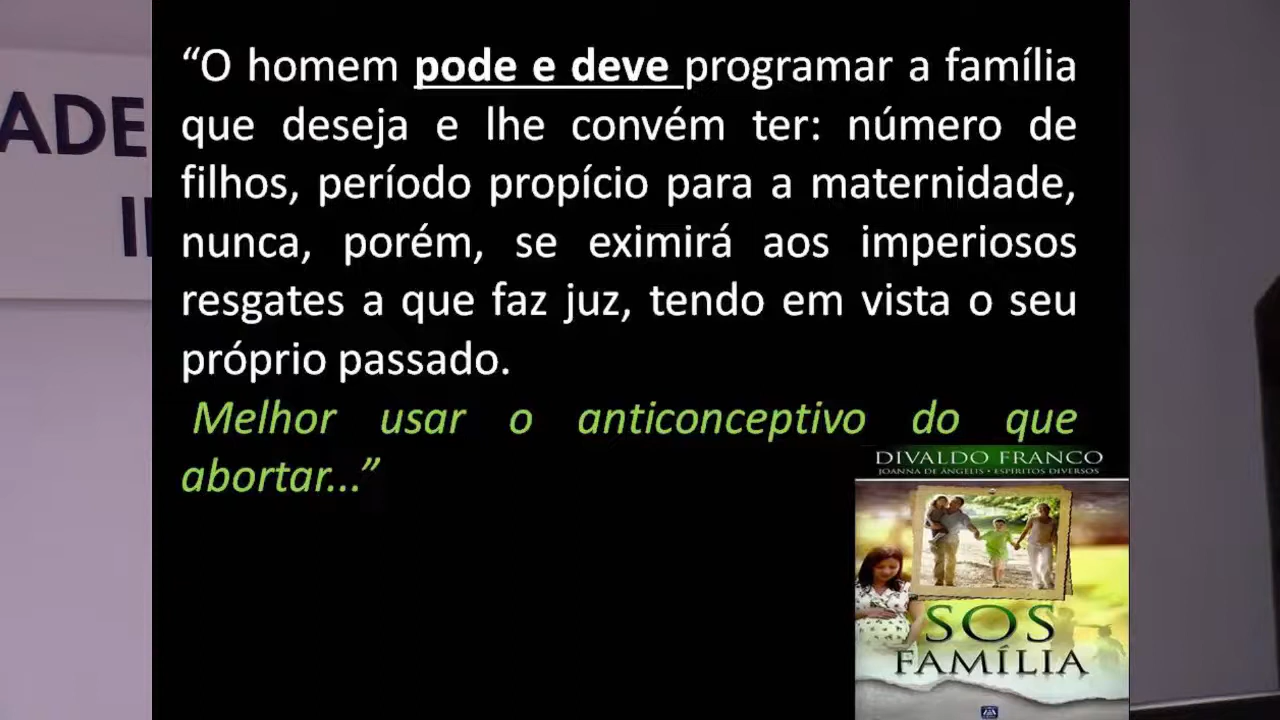 ADE
“O homem pode e deve programar a família
que deseja e lhe convém ter: número de
filhos, período propício para a maternidade,
nunca, porém, se eximirá aos imperiosos
resgates a que faz juz, tendo em vista o seu
próprio passado.
Melhor usar o anticonceptivo do que
abortar...”
DIVALDO FRANCO
JOANNA DE ÂNGELIS • ESPÍRITOS DIVERSOS
SOS
FAMÍLIA